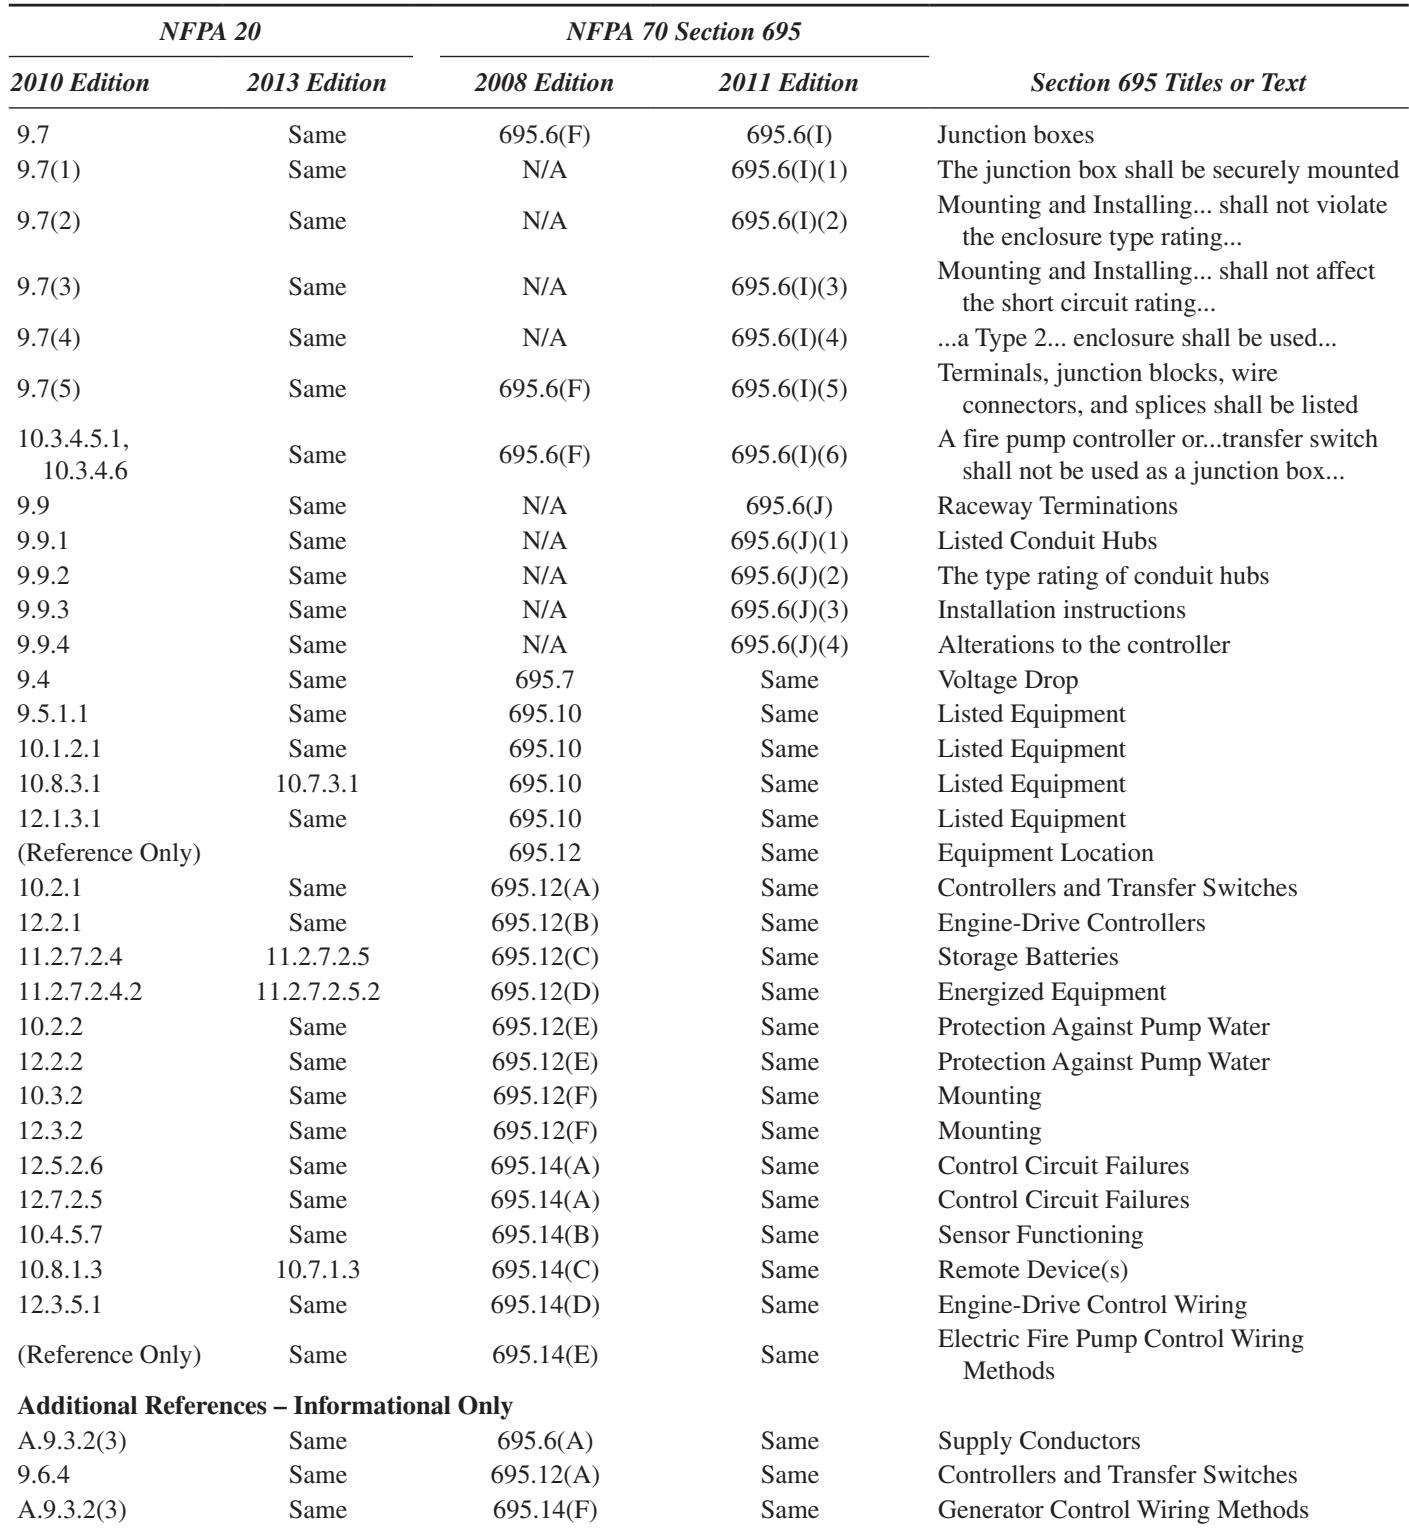 NFPA 20 NFPA 70 Section 695
2010 Edition 2013 Edition 2008 Edition 2011 Edition Section 695 Titles or Text
9.7 Same 695.6(F) 695.6(I) Junction boxes
9.7(1) Same N/A 695.6(I)(1) The junction box shall be securely mounted
9.7(2) Same N/A 695.6(I)(2) Mounting and Installing... shall not violate
the enclosure type rating...
9.7(3) Same N/A 695.6(I)(3) Mounting and Installing... shall not affect
the short circuit rating...
9.7(4) Same N/A 695.6(I)(4) ...a Type 2... enclosure shall be used...
9.7(5) Same 695.6(F) 695.6(I)(5) Terminals, junction blocks, wire
connectors, and splices shall be listed
10.3.4.5.1,
10.3.4.6 Same 695.6(F) 695.6(I)(6) A fire pump controller or...transfer switch
shall not be used as a junction box...
9.9 Same N/A 695.6(J) Raceway Terminations
9.9.1 Same N/A 695.6(J)(1) Listed Conduit Hubs
9.9.2 Same N/A 695.6(J)(2) The type rating of conduit hubs
9.9.3 Same N/A 695.6(J)(3) Installation instructions
9.9.4 Same N/A 695.6(J)(4) Alterations to the controller
9.4 Same 695.7 Same Voltage Drop
9.5.1.1 Same 695.10 Same Listed Equipment
10.1.2.1 Same 695.10 Same Listed Equipment
10.8.3.1 10.7.3.1 695.10 Same Listed Equipment
12.1.3.1 Same 695.10 Same Listed Equipment
(Reference Only) 695.12 Same Equipment Location
10.2.1 Same 695.12(A) Same Controllers and Transfer Switches
12.2.1 Same 695.12(B) Same Engine-Drive Controllers
11.2.7.2.4 11.2.7.2.5 695.12(C) Same Storage Batteries
11.2.7.2.4.2 11.2.7.2.5.2 695.12(D) Same Energized Equipment
10.2.2 Same 695.12(E) Same Protection Against Pump Water
12.2.2 Same 695.12(E) Same Protection Against Pump Water
10.3.2 Same 695.12(F) Same Mounting
12.3.2 Same 695.12(F) Same Mounting
12.5.2.6 Same 695.14(A) Same Control Circuit Failures
12.7.2.5 Same 695.14(A) Same Control Circuit Failures
10.4.5.7 Same 695.14(B) Same Sensor Functioning
10.8.1.3 10.7.1.3 695.14(C) Same Remote Device(s)
12.3.5.1 Same 695.14(D) Same Engine-Drive Control Wiring
(Reference Only) Same 695.14(E) Same Electric Fire Pump Control Wiring
Methods
Additional References – Informational Only
A.9.3.2(3) Same 695.6(A) Same Supply Conductors
9.6.4 Same 695.12(A) Same Controllers and Transfer Switches
A.9.3.2(3) Same 695.14(F) Same Generator Control Wiring Methods